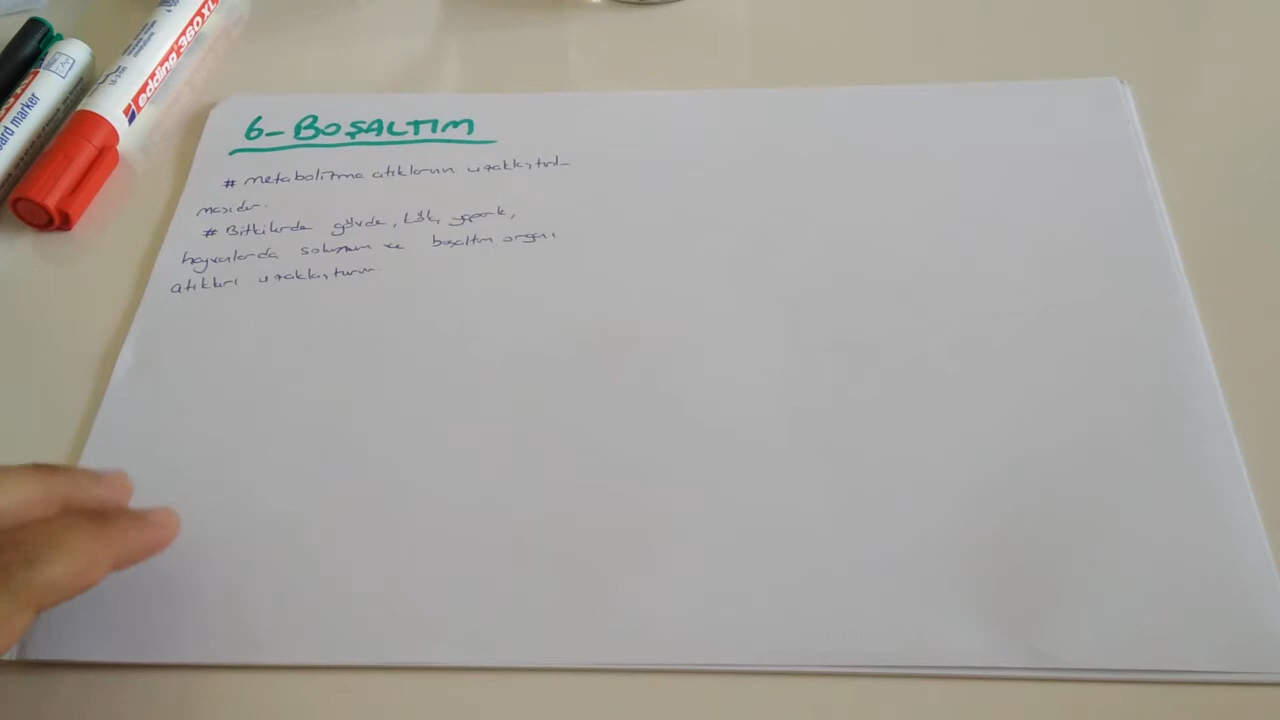 edding 360 XL
board marker
6- BOŞALTIM
# metabolizma atıklarının uzaklaştırıl-
masıdır.
# Bitkilerde gövde, kök, yaprak,
hayvanlarda solunum ve boşaltım organı
atıkları uzaklaştırır.